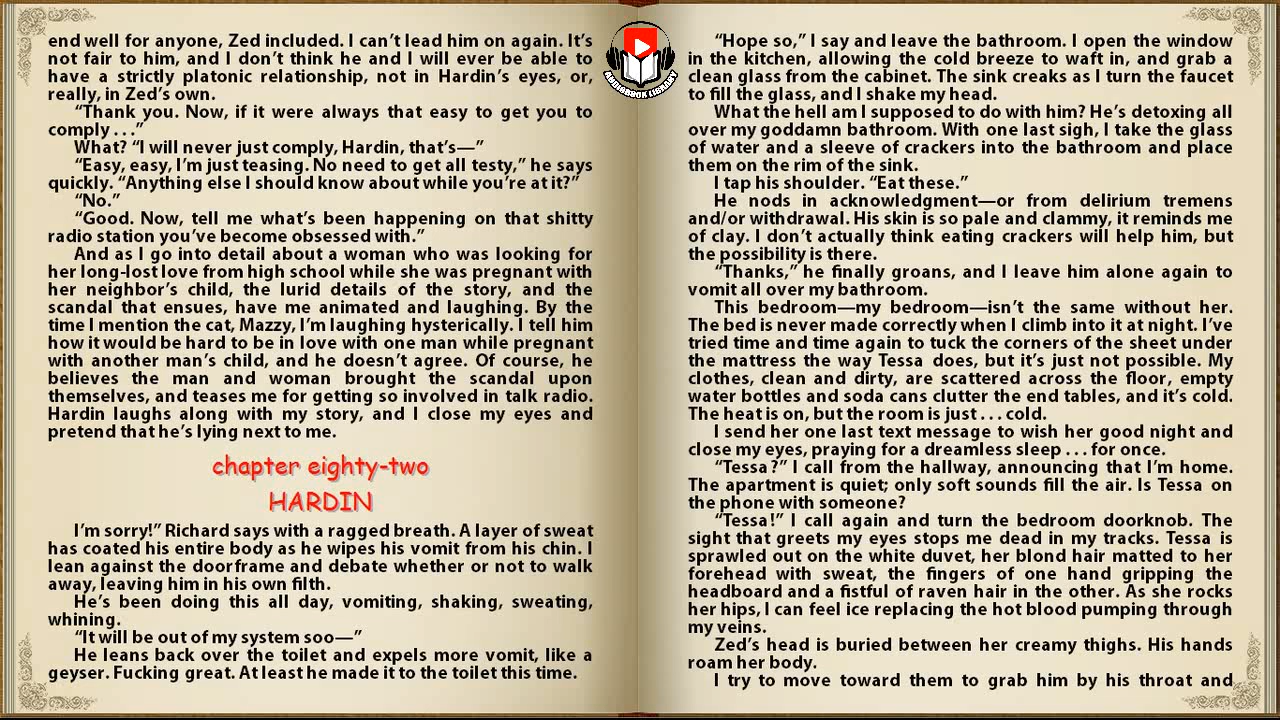 end well for anyone, Zed included. I can’t lead him on again. It’s
not fair to him, and I don’t think he and I will ever be able to
have a strictly platonic relationship, not in Hardin’s eyes, or,
really, in Zed’s own.
“Thank you. Now, if it were always that easy to get you to
comply . . .”
What? “I will never just comply, Hardin, that’s—”
“Easy, easy, I’m just teasing. No need to get all testy,” he says
quickly. “Anything else I should know about while you’re at it?”
“No.”
“Good. Now, tell me what’s been happening on that shitty
radio station you’ve become obsessed with.”
And as I go into detail about a woman who was looking for
her long-lost love from high school while she was pregnant with
her neighbor’s child, the lurid details of the story, and the
scandal that ensues, have me animated and laughing. By the
time I mention the cat, Mazzy, I’m laughing hysterically. I tell him
how it would be hard to be in love with one man while pregnant
with another man’s child, and he doesn’t agree. Of course, he
believes the man and woman brought the scandal upon
themselves, and teases me for getting so involved in talk radio.
Hardin laughs along with my story, and I close my eyes and
pretend that he’s lying next to me.
chapter eighty-two
HARDIN
I’m sorry!” Richard says with a ragged breath. A layer of sweat
has coated his entire body as he wipes his vomit from his chin. I
lean against the doorframe and debate whether or not to walk
away, leaving him in his own filth.
He’s been doing this all day, vomiting, shaking, sweating,
whining.
“It will be out of my system soo—”
He leans back over the toilet and expels more vomit, like a
geyser. Fucking great. At least he made it to the toilet this time.
AUDIOBOOK LIBRARY
“Hope so,” I say and leave the bathroom. I open the window
in the kitchen, allowing the cold breeze to waft in, and grab a
clean glass from the cabinet. The sink creaks as I turn the faucet
to fill the glass, and I shake my head.
What the hell am I supposed to do with him? He’s detoxing all
over my goddamn bathroom. With one last sigh, I take the glass
of water and a sleeve of crackers into the bathroom and place
them on the rim of the sink.
I tap his shoulder. “Eat these.”
He nods in acknowledgment—or from delirium tremens
and/or withdrawal. His skin is so pale and clammy, it reminds me
of clay. I don’t actually think eating crackers will help him, but
the possibility is there.
“Thanks,” he finally groans, and I leave him alone again to
vomit all over my bathroom.
This bedroom—my bedroom—isn’t the same without her.
The bed is never made correctly when I climb into it at night. I’ve
tried time and time again to tuck the corners of the sheet under
the mattress the way Tessa does, but it’s just not possible. My
clothes, clean and dirty, are scattered across the floor, empty
water bottles and soda cans clutter the end tables, and it’s cold.
The heat is on, but the room is just . . . cold.
I send her one last text message to wish her good night and
close my eyes, praying for a dreamless sleep . . . for once.
“Tessa?” I call from the hallway, announcing that I’m home.
The apartment is quiet; only soft sounds fill the air. Is Tessa on
the phone with someone?
“Tessa!” I call again and turn the bedroom doorknob. The
sight that greets my eyes stops me dead in my tracks. Tessa is
sprawled out on the white duvet, her blond hair matted to her
forehead with sweat, the fingers of one hand gripping the
headboard and a fistful of raven hair in the other. As she rocks
her hips, I can feel ice replacing the hot blood pumping through
my veins.
Zed’s head is buried between her creamy thighs. His hands
roam her body.
I try to move toward them to grab him by his throat and